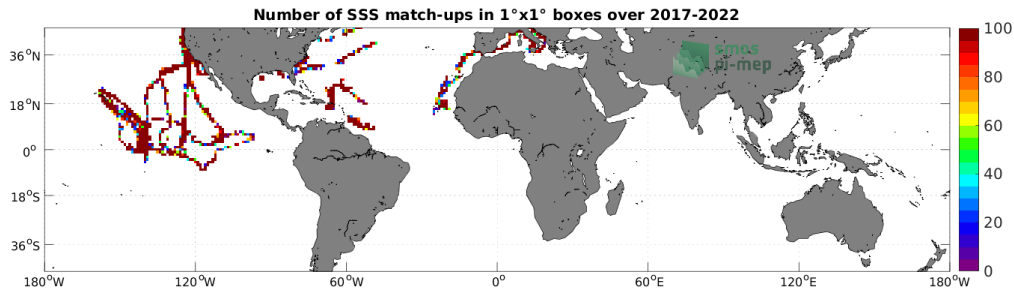 Number of SSS match-ups in 1°x1° boxes over 2017-2022
36°N
18°N
0°
18°S
36°S
180°W
120°W
60°W
0°
60°E
120°E
180°W
100
80
60
40
20
0
smos
pi-mep